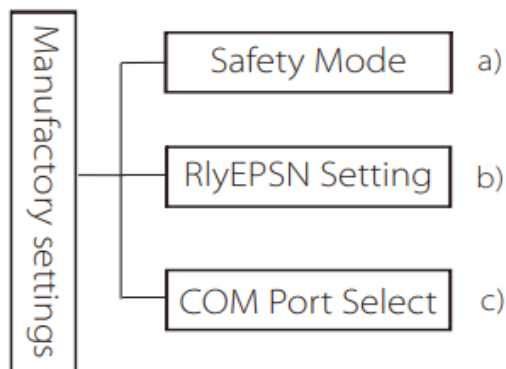 Manufactory settings
Safety Mode a)
RlyEPSN Setting b)
COM Port Select c)